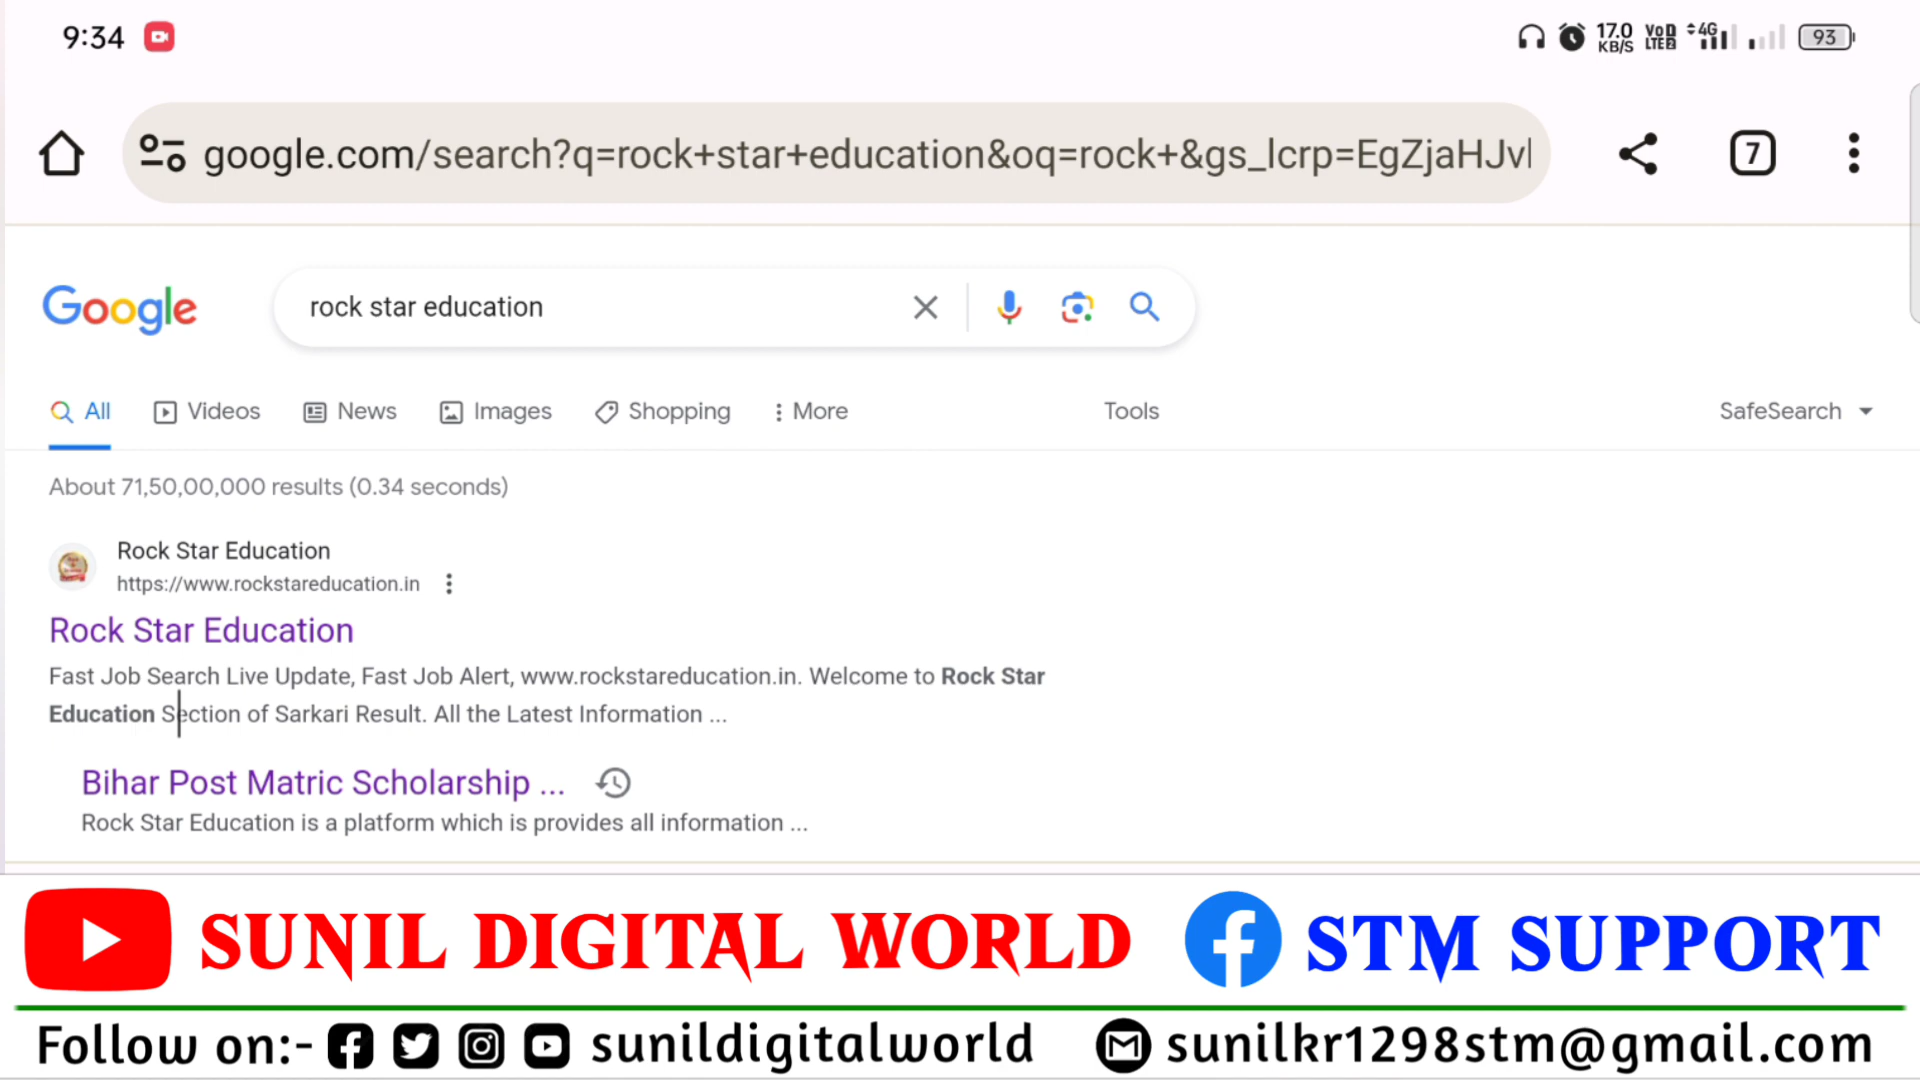 9:34 17.0 KB/S VoD LTE2 4G 93
google.com/search?q=rock+star+education&oq=rock+&gs_lcrp=EgZjaHJvl
7
Google rock star education
All Videos News Images Shopping More Tools SafeSearch
About 71,50,00,000 results (0.34 seconds)
Rock Star Education
https://www.rockstareducation.in
Rock Star Education
Fast Job Search Live Update, Fast Job Alert, www.rockstareducation.in. Welcome to Rock Star
Education Section of Sarkari Result. All the Latest Information ...
Bihar Post Matric Scholarship ...
Rock Star Education is a platform which is provides all information ...
SUNIL DIGITAL WORLD STM SUPPORT
Follow on:- sunildigitalworld sunilkr1298stm@gmail.com